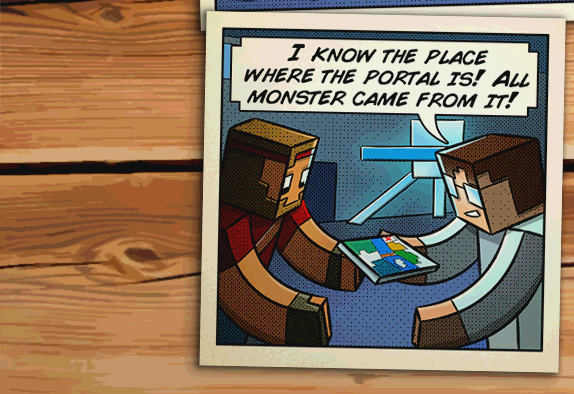 I KNOW THE PLACE
WHERE THE PORTAL IS! ALL
MONSTER CAME FROM IT!